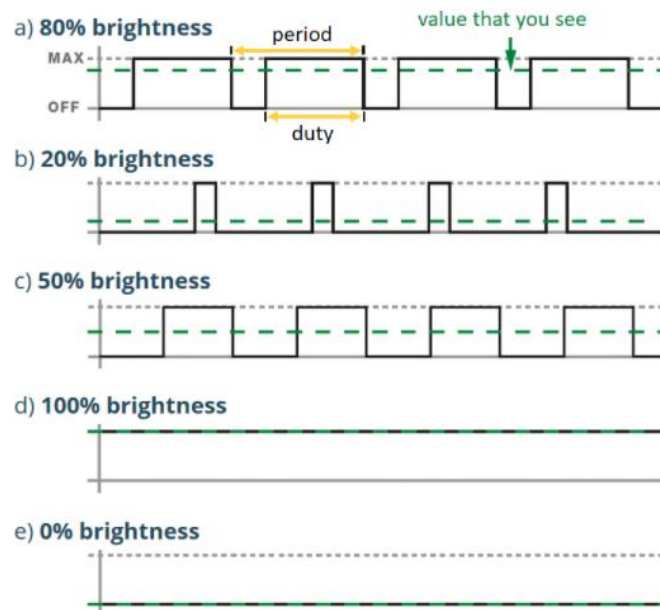 a) 80% brightness
period
value that you see
MAX
OFF
duty
b) 20% brightness
c) 50% brightness
d) 100% brightness
e) 0% brightness